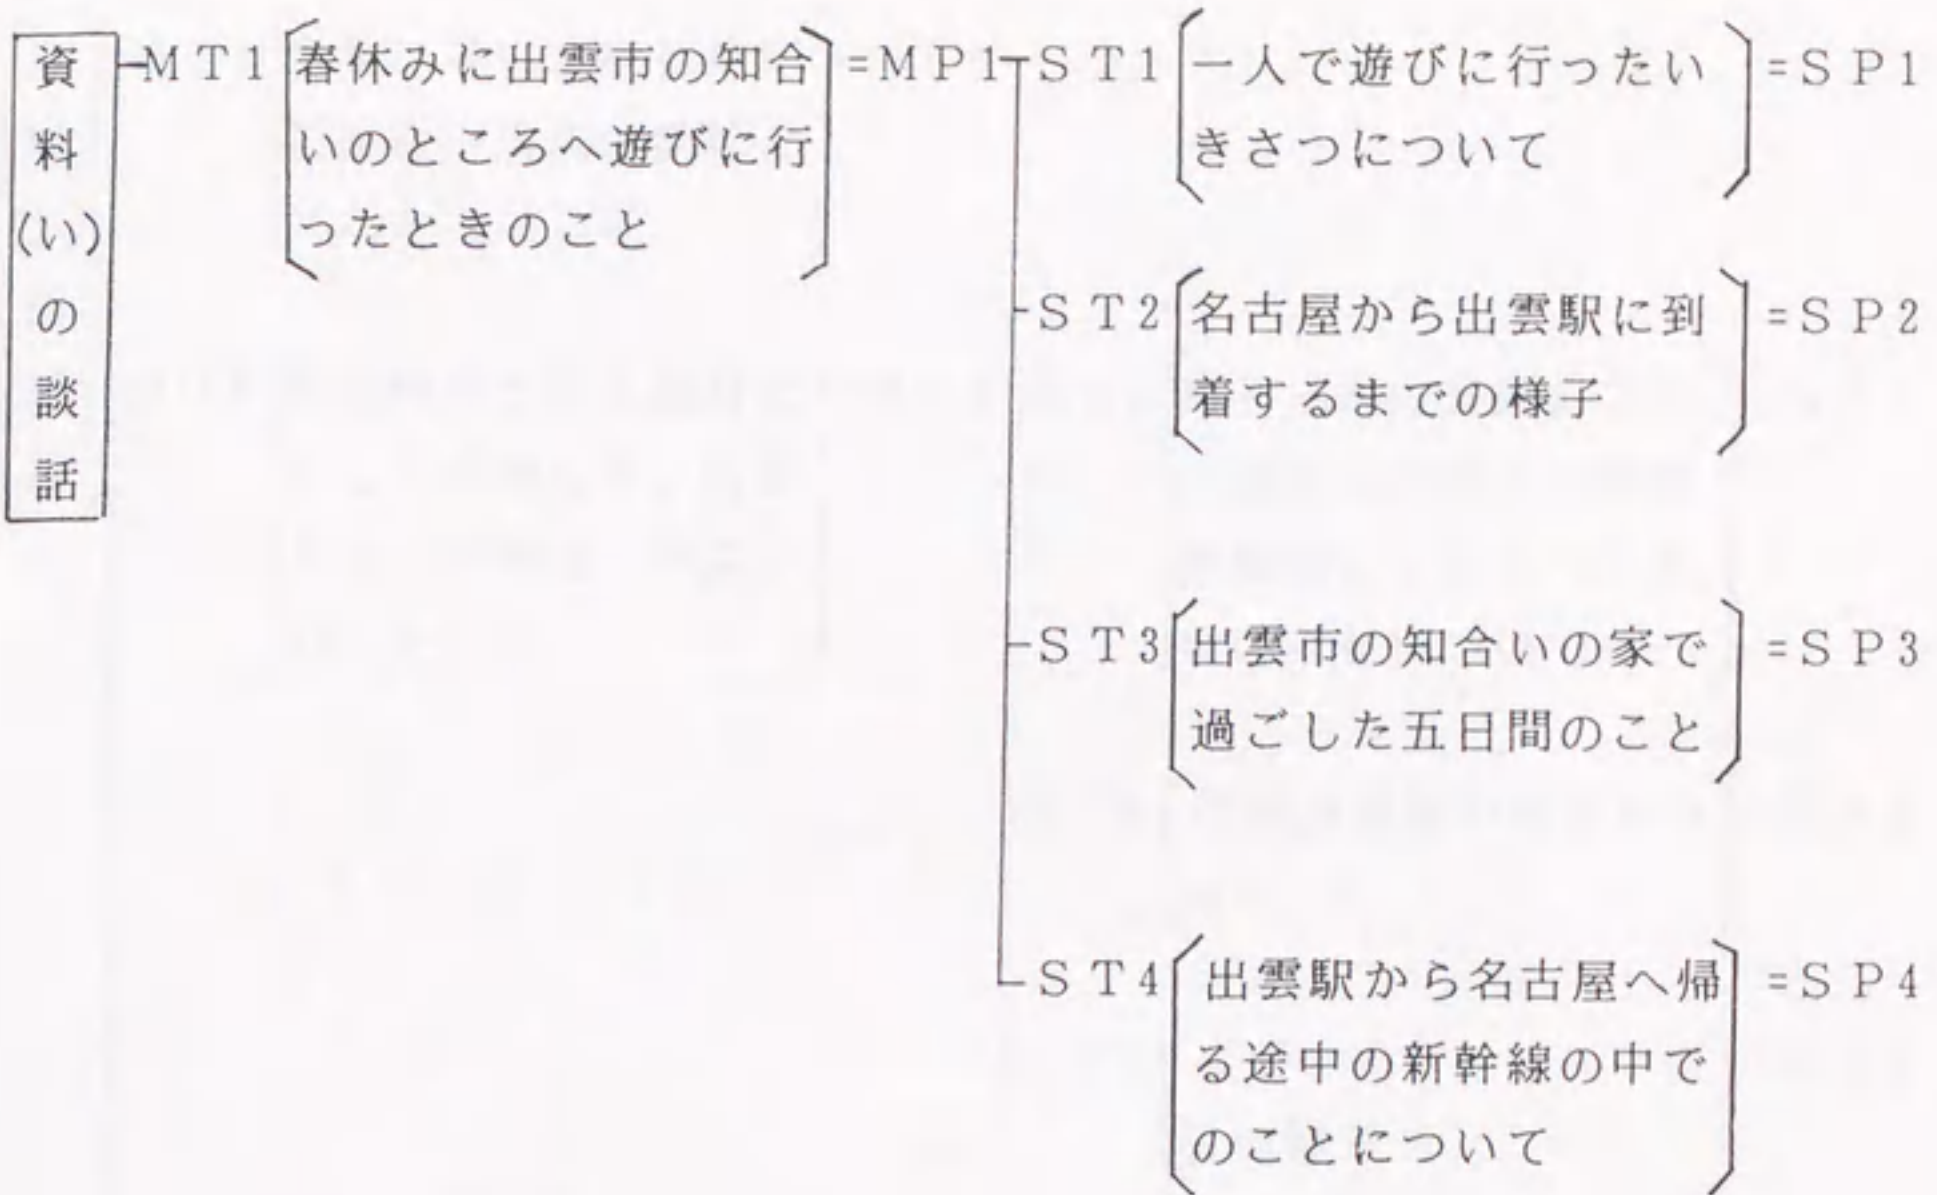 資料(い)の談話
MT1
春休みに出雲市の知合
いのところへ遊びに行
ったときのこと
=MP1
ST1
一人で遊びに行ったい
きさつについて
=SP1
ST2
名古屋から出雲駅に到
着するまでの様子
=SP2
ST3
出雲市の知合いの家で
過ごした五日間のこと
=SP3
ST4
出雲駅から名古屋へ帰
る途中の新幹線の中で
のことについて
=SP4